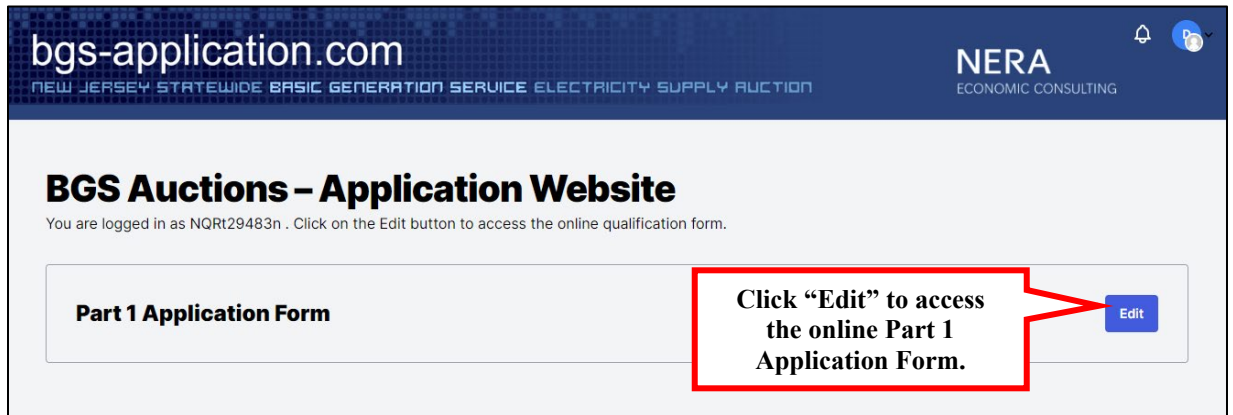 bgs-application.com
NEW JERSEY STATEWIDE BASIC GENERATION SERVICE ELECTRICITY SUPPLY AUCTION
NERA
ECONOMIC CONSULTING
BGS Auctions – Application Website
You are logged in as NQRt29483n . Click on the Edit button to access the online qualification form.
Part 1 Application Form
Click “Edit” to access
the online Part 1
Application Form.
Edit